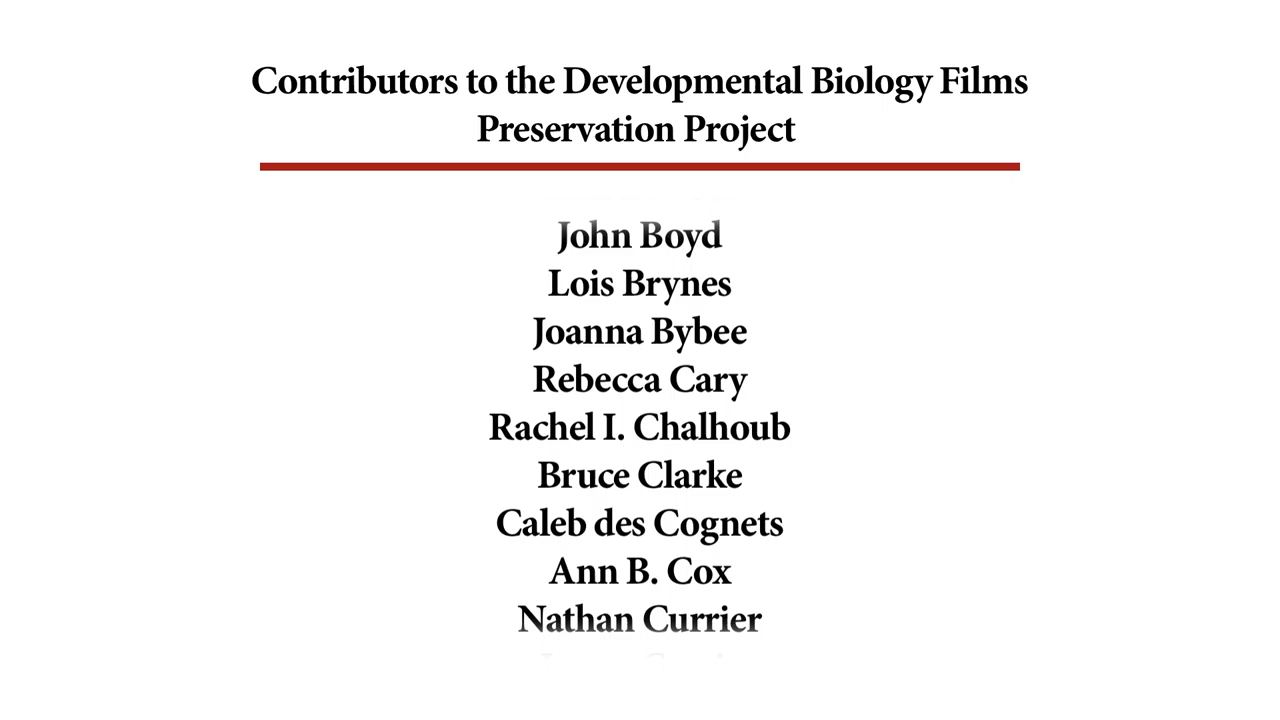 Contributors to the Developmental Biology Films
Preservation Project
John Boyd
Lois Brynes
Joanna Bybee
Rebecca Cary
Rachel I. Chalhoub
Bruce Clarke
Caleb des Cognets
Ann B. Cox
Nathan Currier